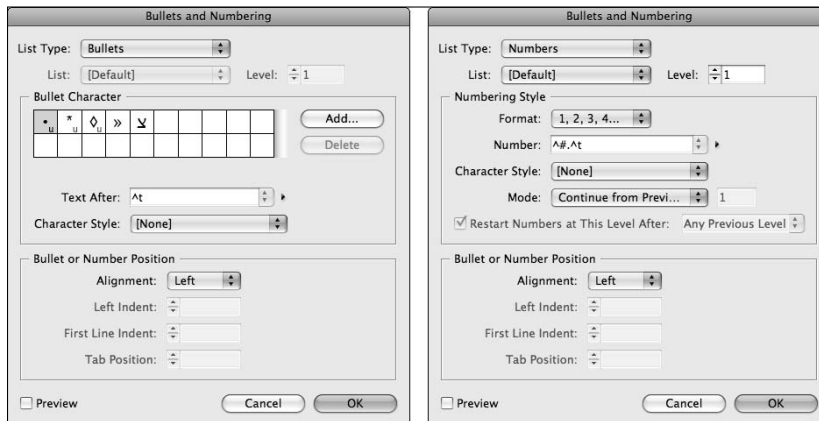 Bullets and Numbering
List Type: Bullets
List: [Default] Level: 1
Bullet Character
•u *u ◊u » ⊻
Add...
Delete
Text After: ^t
Character Style: [None]
Bullet or Number Position
Alignment: Left
Left Indent:
First Line Indent:
Tab Position:
Preview Cancel OK
Bullets and Numbering
List Type: Numbers
List: [Default] Level: 1
Numbering Style
Format: 1, 2, 3, 4...
Number: ^#.^t
Character Style: [None]
Mode: Continue from Previ... 1
Restart Numbers at This Level After: Any Previous Level
Bullet or Number Position
Alignment: Left
Left Indent:
First Line Indent:
Tab Position:
Preview Cancel OK